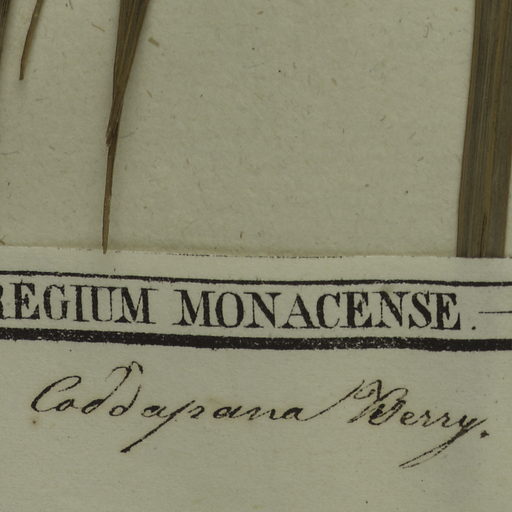 REGIUM MONACENSE.
Coddapana Berry.